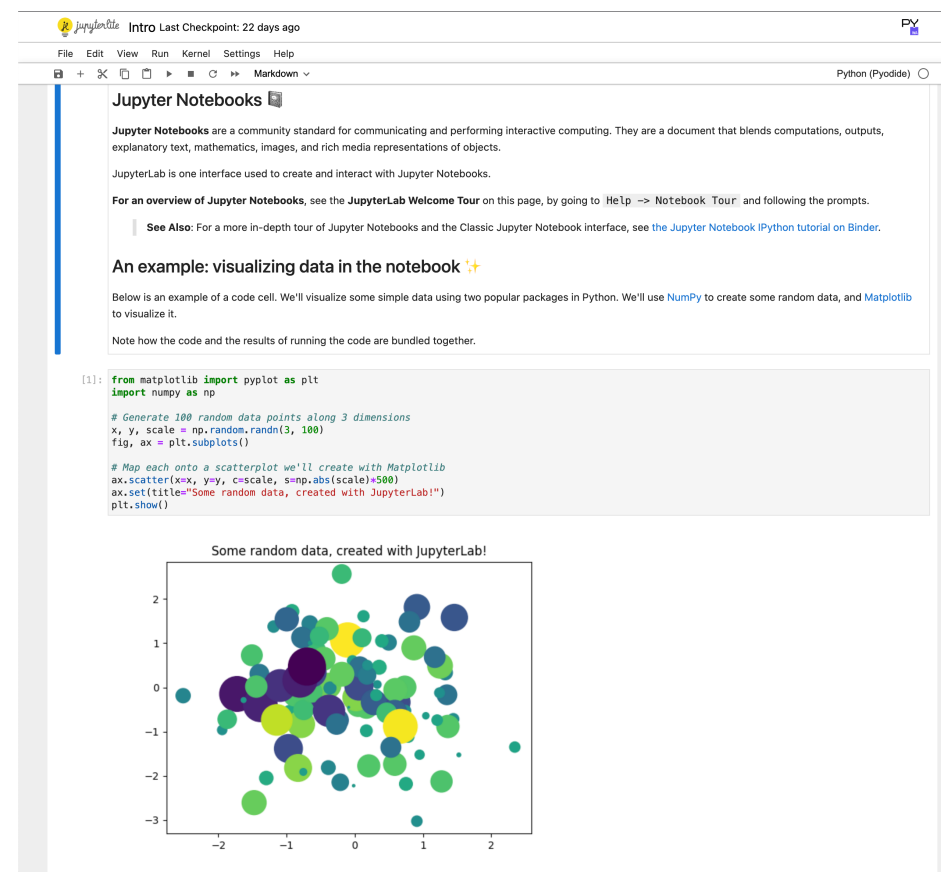 jupyterlite Intro Last Checkpoint: 22 days ago
PY
File Edit View Run Kernel Settings Help
Markdown Python (Pyodide)
Jupyter Notebooks
Jupyter Notebooks are a community standard for communicating and performing interactive computing. They are a document that blends computations, outputs,
explanatory text, mathematics, images, and rich media representations of objects.
JupyterLab is one interface used to create and interact with Jupyter Notebooks.
For an overview of Jupyter Notebooks, see the JupyterLab Welcome Tour on this page, by going to Help -> Notebook Tour and following the prompts.
See Also: For a more in-depth tour of Jupyter Notebooks and the Classic Jupyter Notebook interface, see the Jupyter Notebook IPython tutorial on Binder.
An example: visualizing data in the notebook ✨
Below is an example of a code cell. We'll visualize some simple data using two popular packages in Python. We'll use NumPy to create some random data, and Matplotlib
to visualize it.
Note how the code and the results of running the code are bundled together.
[1]: from matplotlib import pyplot as plt
import numpy as np
# Generate 100 random data points along 3 dimensions
x, y, scale = np.random.randn(3, 100)
fig, ax = plt.subplots()
# Map each onto a scatterplot we'll create with Matplotlib
ax.scatter(x=x, y=y, c=scale, s=np.abs(scale)*500)
ax.set(title="Some random data, created with JupyterLab!")
plt.show()
Some random data, created with JupyterLab!
2
1
0
−1
−2
−3
−2 −1 0 1 2